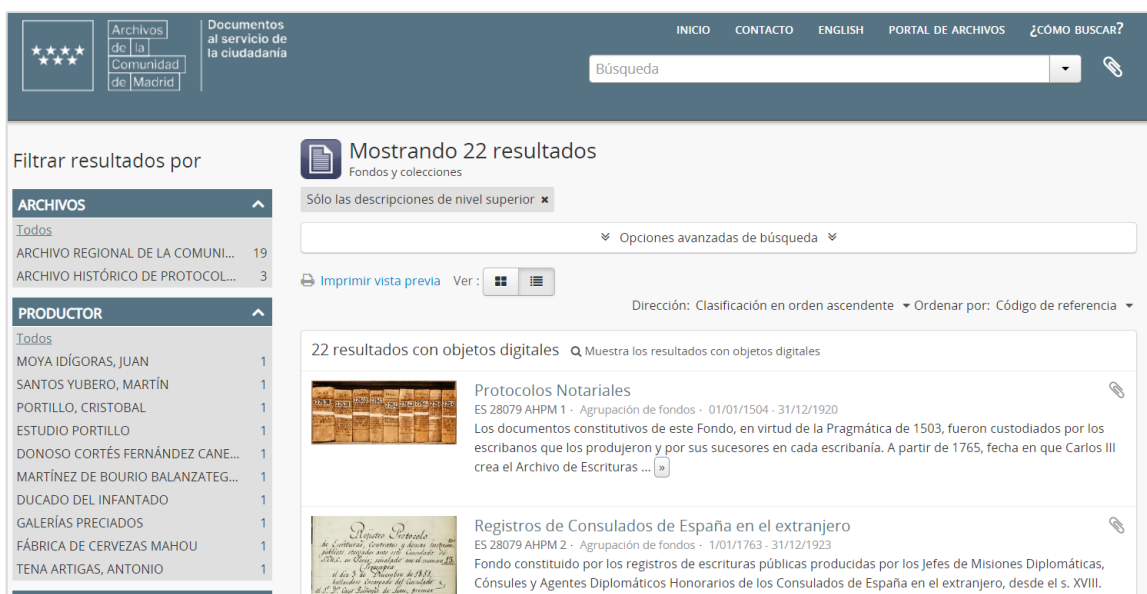 Archivos
de la
Comunidad
de Madrid
Documentos
al servicio de
la ciudadanía
INICIO CONTACTO ENGLISH PORTAL DE ARCHIVOS ¿CÓMO BUSCAR?
Búsqueda
Filtrar resultados por
ARCHIVOS
Todos
ARCHIVO REGIONAL DE LA COMUNI... 19
ARCHIVO HISTÓRICO DE PROTOCOL... 3
PRODUCTOR
Todos
MOYA IDÍGORAS, JUAN 1
SANTOS YUBERO, MARTÍN 1
PORTILLO, CRISTOBAL 1
ESTUDIO PORTILLO 1
DONOSO CORTÉS FERNÁNDEZ CANE... 1
MARTÍNEZ DE BOURIO BALANZATEG... 1
DUCADO DEL INFANTADO 1
GALERÍAS PRECIADOS 1
FÁBRICA DE CERVEZAS MAHOU 1
TENA ARTIGAS, ANTONIO 1
Mostrando 22 resultados
Fondos y colecciones
Sólo las descripciones de nivel superior ×
Opciones avanzadas de búsqueda
Imprimir vista previa Ver :
Dirección: Clasificación en orden ascendente Ordenar por: Código de referencia
22 resultados con objetos digitales Muestra los resultados con objetos digitales
Protocolos Notariales
ES 28079 AHPM 1 · Agrupación de fondos · 01/01/1504 - 31/12/1920
Los documentos constitutivos de este Fondo, en virtud de la Pragmática de 1503, fueron custodiados por los
escribanos que los produjeron y por sus sucesores en cada escribanía. A partir de 1765, fecha en que Carlos III
crea el Archivo de Escrituras ... »
Registro Protocolo
de Escrituras, Contratos y demas
Registros de Consulados de España en el extranjero
ES 28079 AHPM 2 · Agrupación de fondos · 1/01/1763 - 31/12/1923
Fondo constituido por los registros de escrituras públicas producidas por los Jefes de Misiones Diplomáticas,
Cónsules y Agentes Diplomáticos Honorarios de los Consulados de España en el extranjero, desde el s. XVIII.